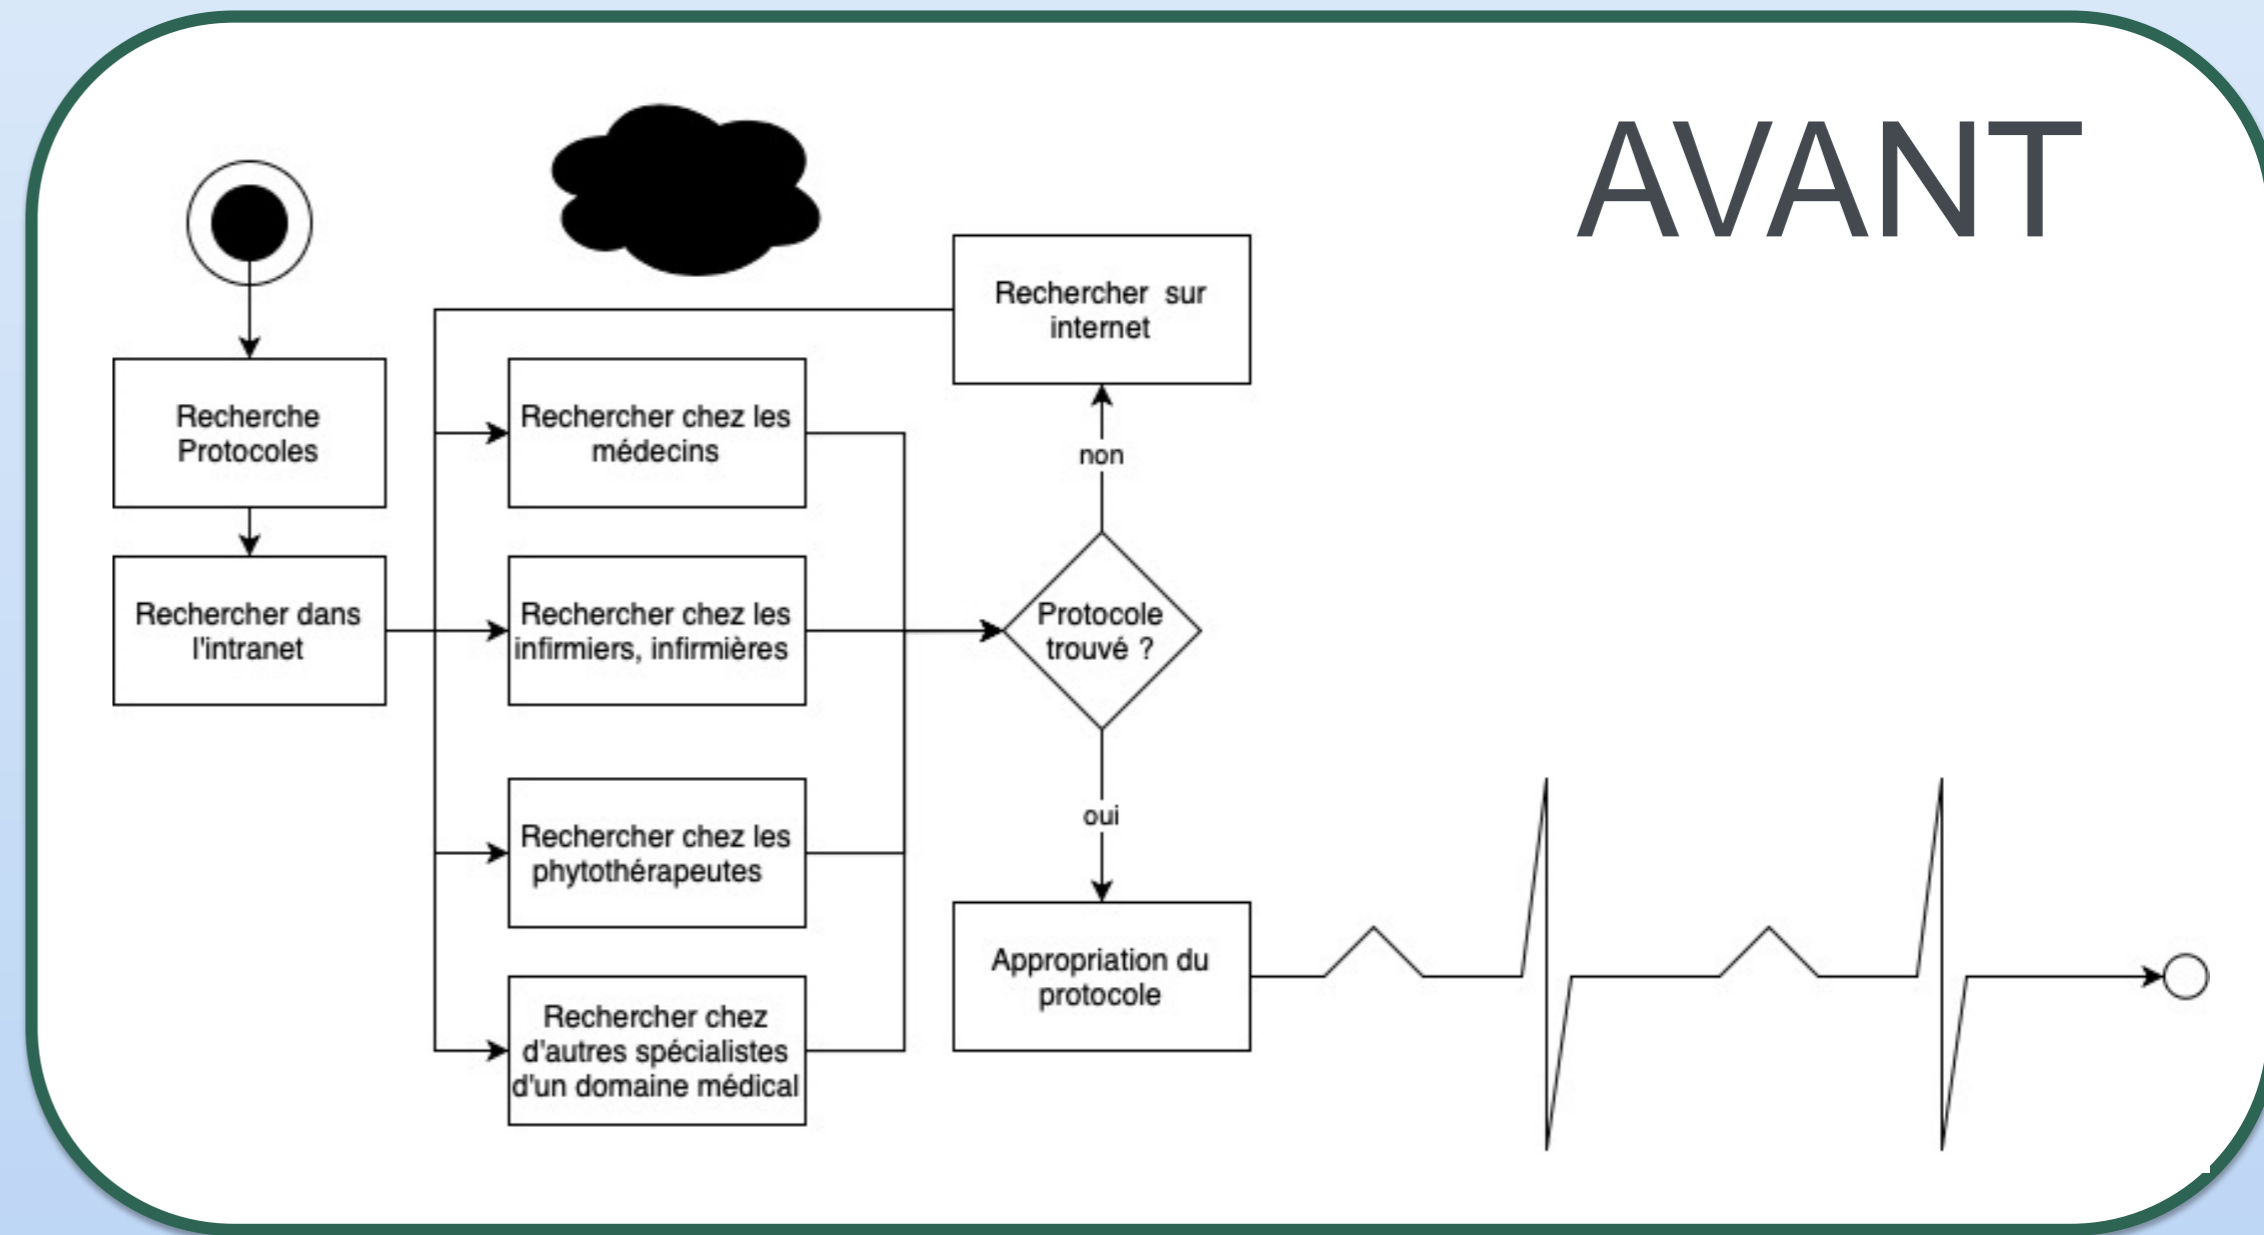 AVANT
Rechercher sur
internet
Recherche
Protocoles
Rechercher chez les
médecins
non
Rechercher dans
l'intranet
Rechercher chez les
infirmiers, infirmières
Protocole
trouvé ?
Rechercher chez les
phytothérapeutes
oui
Rechercher chez
d'autres spécialistes
d'un domaine médical
Appropriation du
protocole